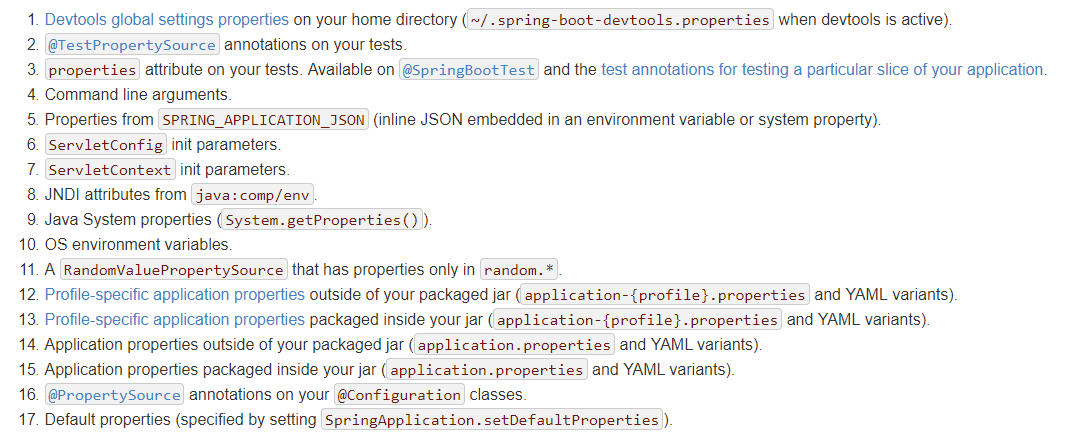 1. Devtools global settings properties on your home directory (~/.spring-boot-devtools.properties when devtools is active).
2. @TestPropertySource annotations on your tests.
3. properties attribute on your tests. Available on @SpringBootTest and the test annotations for testing a particular slice of your application.
4. Command line arguments.
5. Properties from SPRING_APPLICATION_JSON (inline JSON embedded in an environment variable or system property).
6. ServletConfig init parameters.
7. ServletContext init parameters.
8. JNDI attributes from java:comp/env.
9. Java System properties (System.getProperties()).
10. OS environment variables.
11. A RandomValuePropertySource that has properties only in random.*.
12. Profile-specific application properties outside of your packaged jar (application-{profile}.properties and YAML variants).
13. Profile-specific application properties packaged inside your jar (application-{profile}.properties and YAML variants).
14. Application properties outside of your packaged jar (application.properties and YAML variants).
15. Application properties packaged inside your jar (application.properties and YAML variants).
16. @PropertySource annotations on your @Configuration classes.
17. Default properties (specified by setting SpringApplication.setDefaultProperties).